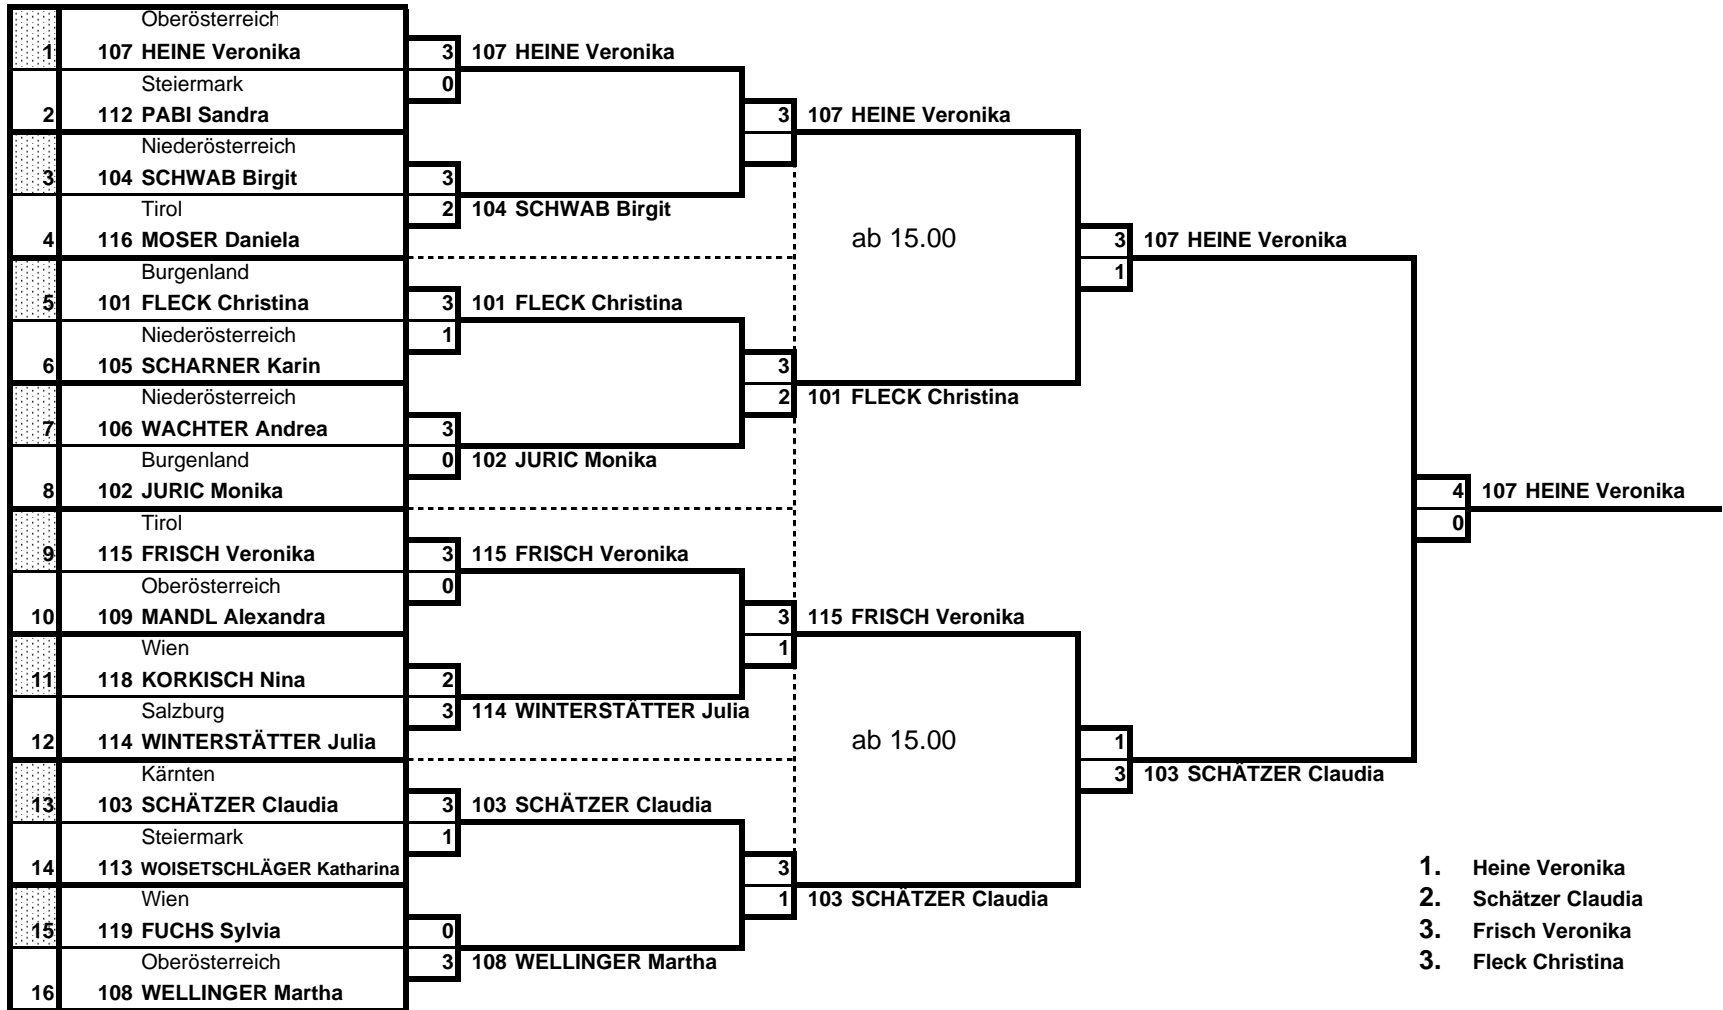 Oberösterreich
1 107 HEINE Veronika 3 107 HEINE Veronika
Steiermark 0
2 112 PABI Sandra 3 107 HEINE Veronika
Niederösterreich
3 104 SCHWAB Birgit 3
Tirol 2 104 SCHWAB Birgit
4 116 MOSER Daniela ab 15.00 3 107 HEINE Veronika
Burgenland 1
5 101 FLECK Christina 3 101 FLECK Christina
Niederösterreich 1
6 105 SCHARNER Karin 3
Niederösterreich 2 101 FLECK Christina
7 106 WACHTER Andrea 3
Burgenland 0 102 JURIC Monika
8 102 JURIC Monika 4 107 HEINE Veronika
Tirol 0
9 115 FRISCH Veronika 3 115 FRISCH Veronika
Oberösterreich 0
10 109 MANDL Alexandra 3 115 FRISCH Veronika
Wien 1
11 118 KORKISCH Nina 2
Salzburg 3 114 WINTERSTÄTTER Julia
12 114 WINTERSTÄTTER Julia ab 15.00 1
Kärnten 3 103 SCHÄTZER Claudia
13 103 SCHÄTZER Claudia 3 103 SCHÄTZER Claudia
Steiermark 1
14 113 WOISETSCHLÄGER Katharina 3 1. Heine Veronika
Wien 1 103 SCHÄTZER Claudia 2. Schätzer Claudia
15 119 FUCHS Sylvia 0 3. Frisch Veronika
Oberösterreich 3 108 WELLINGER Martha 3. Fleck Christina
16 108 WELLINGER Martha